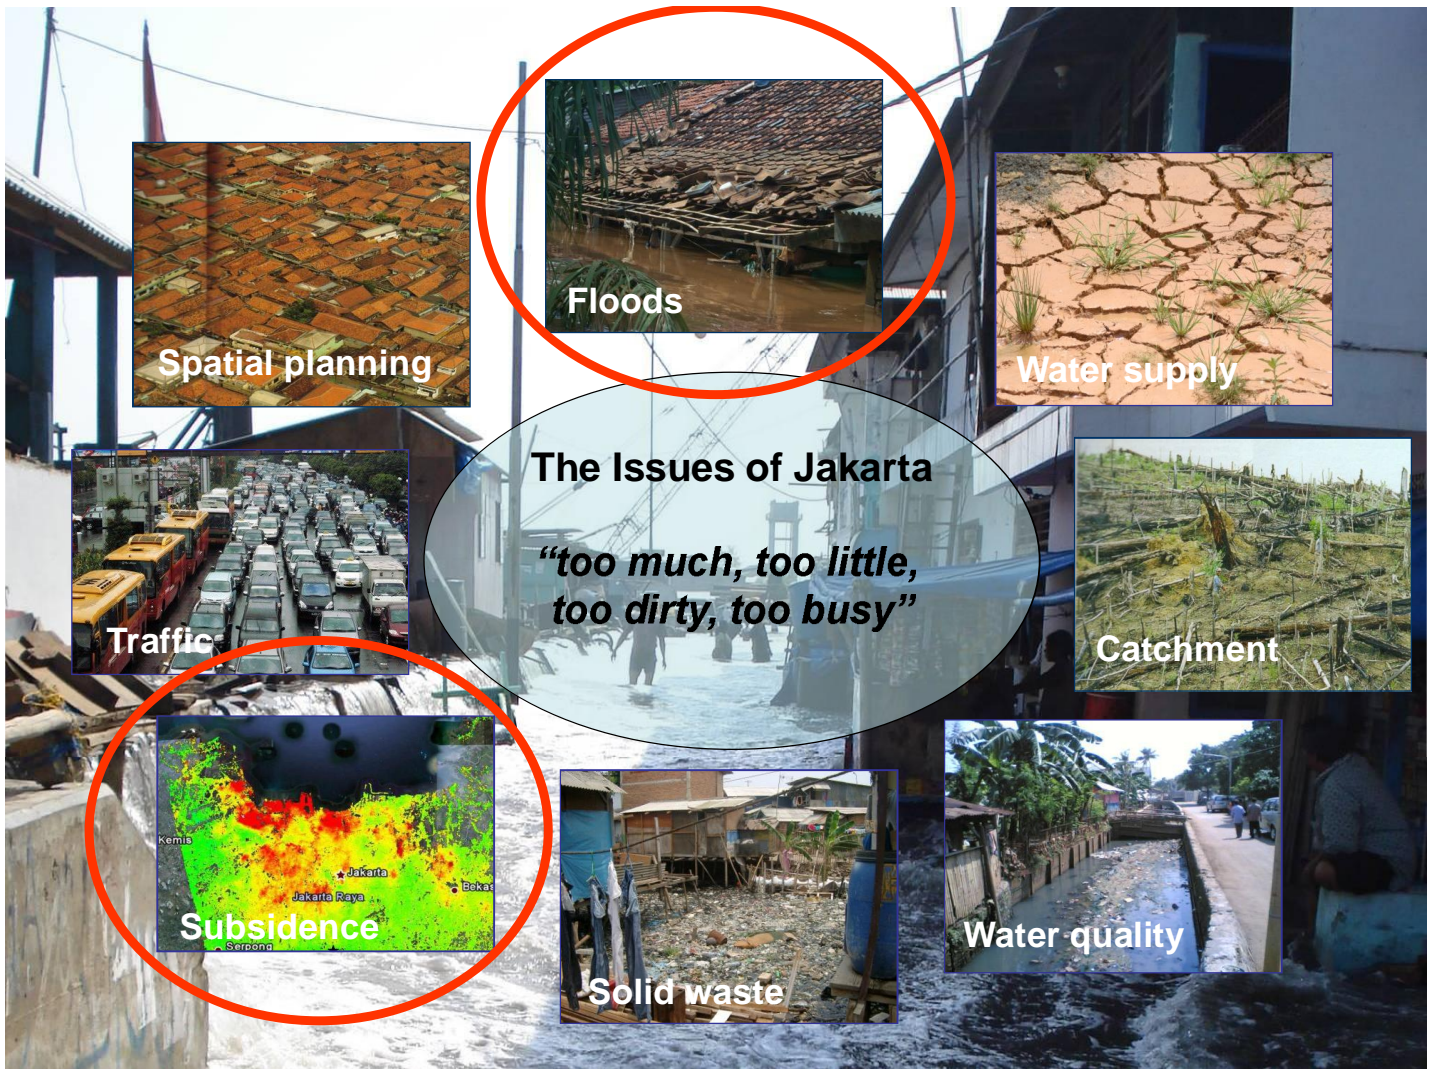 Floods
Spatial planning
Water supply
The Issues of Jakarta
“too much, too little,
too dirty, too busy”
Traffic
Catchment
Kemis
Jakarta
Jakarta Raya
Bekas
Subsidence
Serpong
Solid waste
Water quality